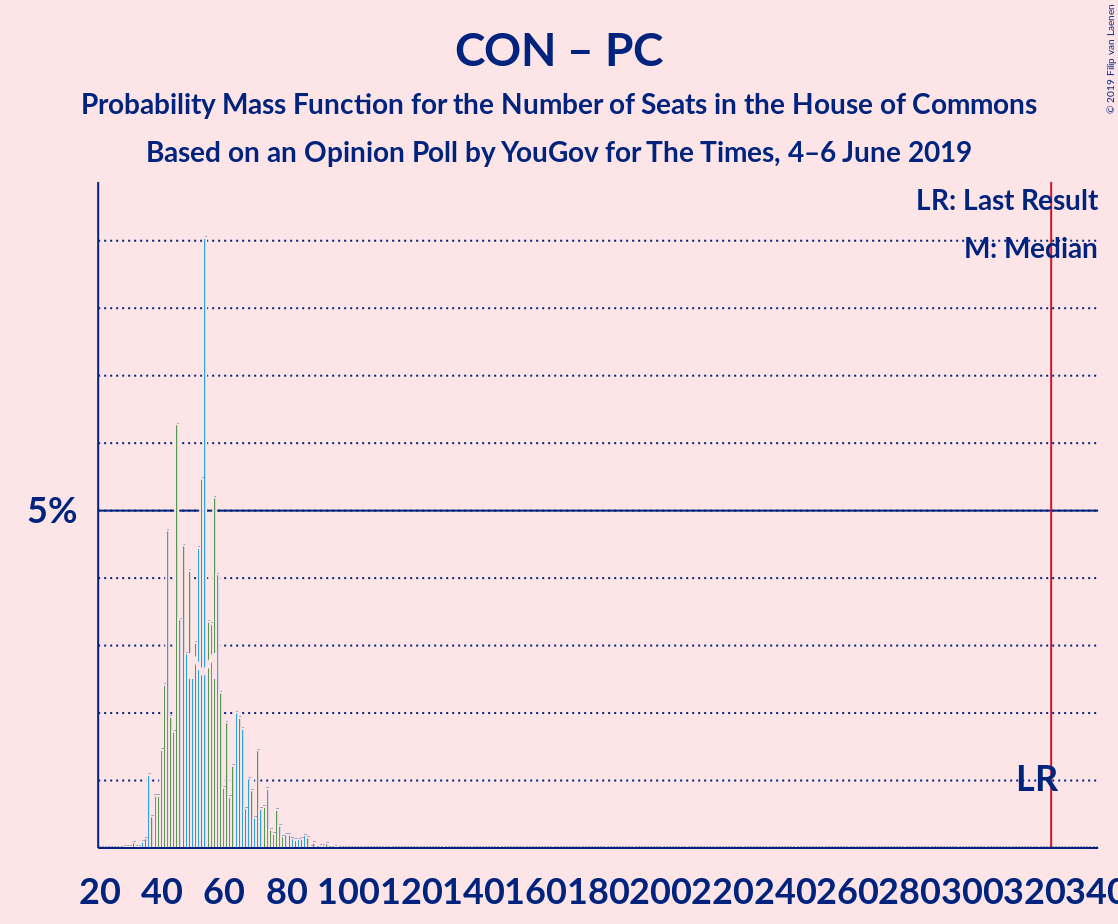 CON – PC
Probability Mass Function for the Number of Seats in the House of Commons
Based on an Opinion Poll by YouGov for The Times, 4–6 June 2019
© 2019 Filip van Laenen
LR: Last Result
M: Median
5%
LR
20 40 60 80 100 120 140 160 180 200 220 240 260 280 300 320 340